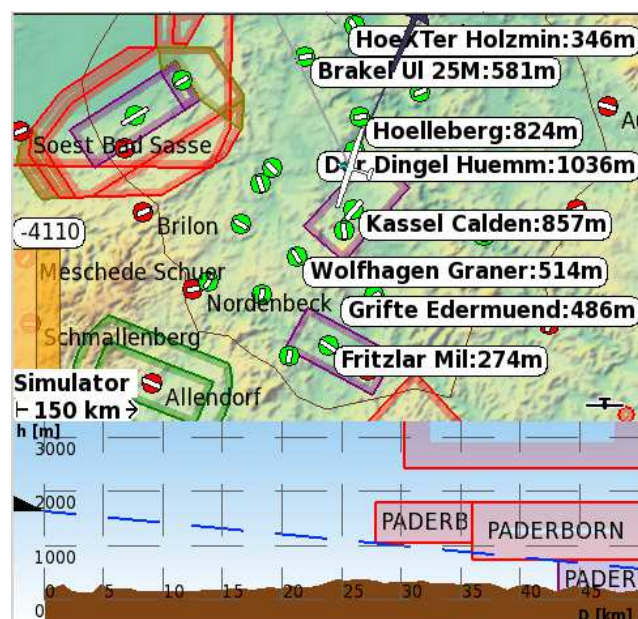 HoeXTer Holzmin:346m
Brakel Ul 25M:581m
Hoelleberg:824m
Soest Bad Sasse
Der Dingel Huemm:1036m
Brilon
Kassel Calden:857m
-4110
Meschede Schuer
Wolfhagen Graner:514m
Nordenbeck
Grifte Edermuend:486m
Schmallenberg
Fritzlar Mil:274m
Simulator
Allendorf
150 km
h [m]
3000
2000
PADERB
PADERBORN
1000
PADER
0 5 10 15 20 25 30 35 40 45
0
D [km]